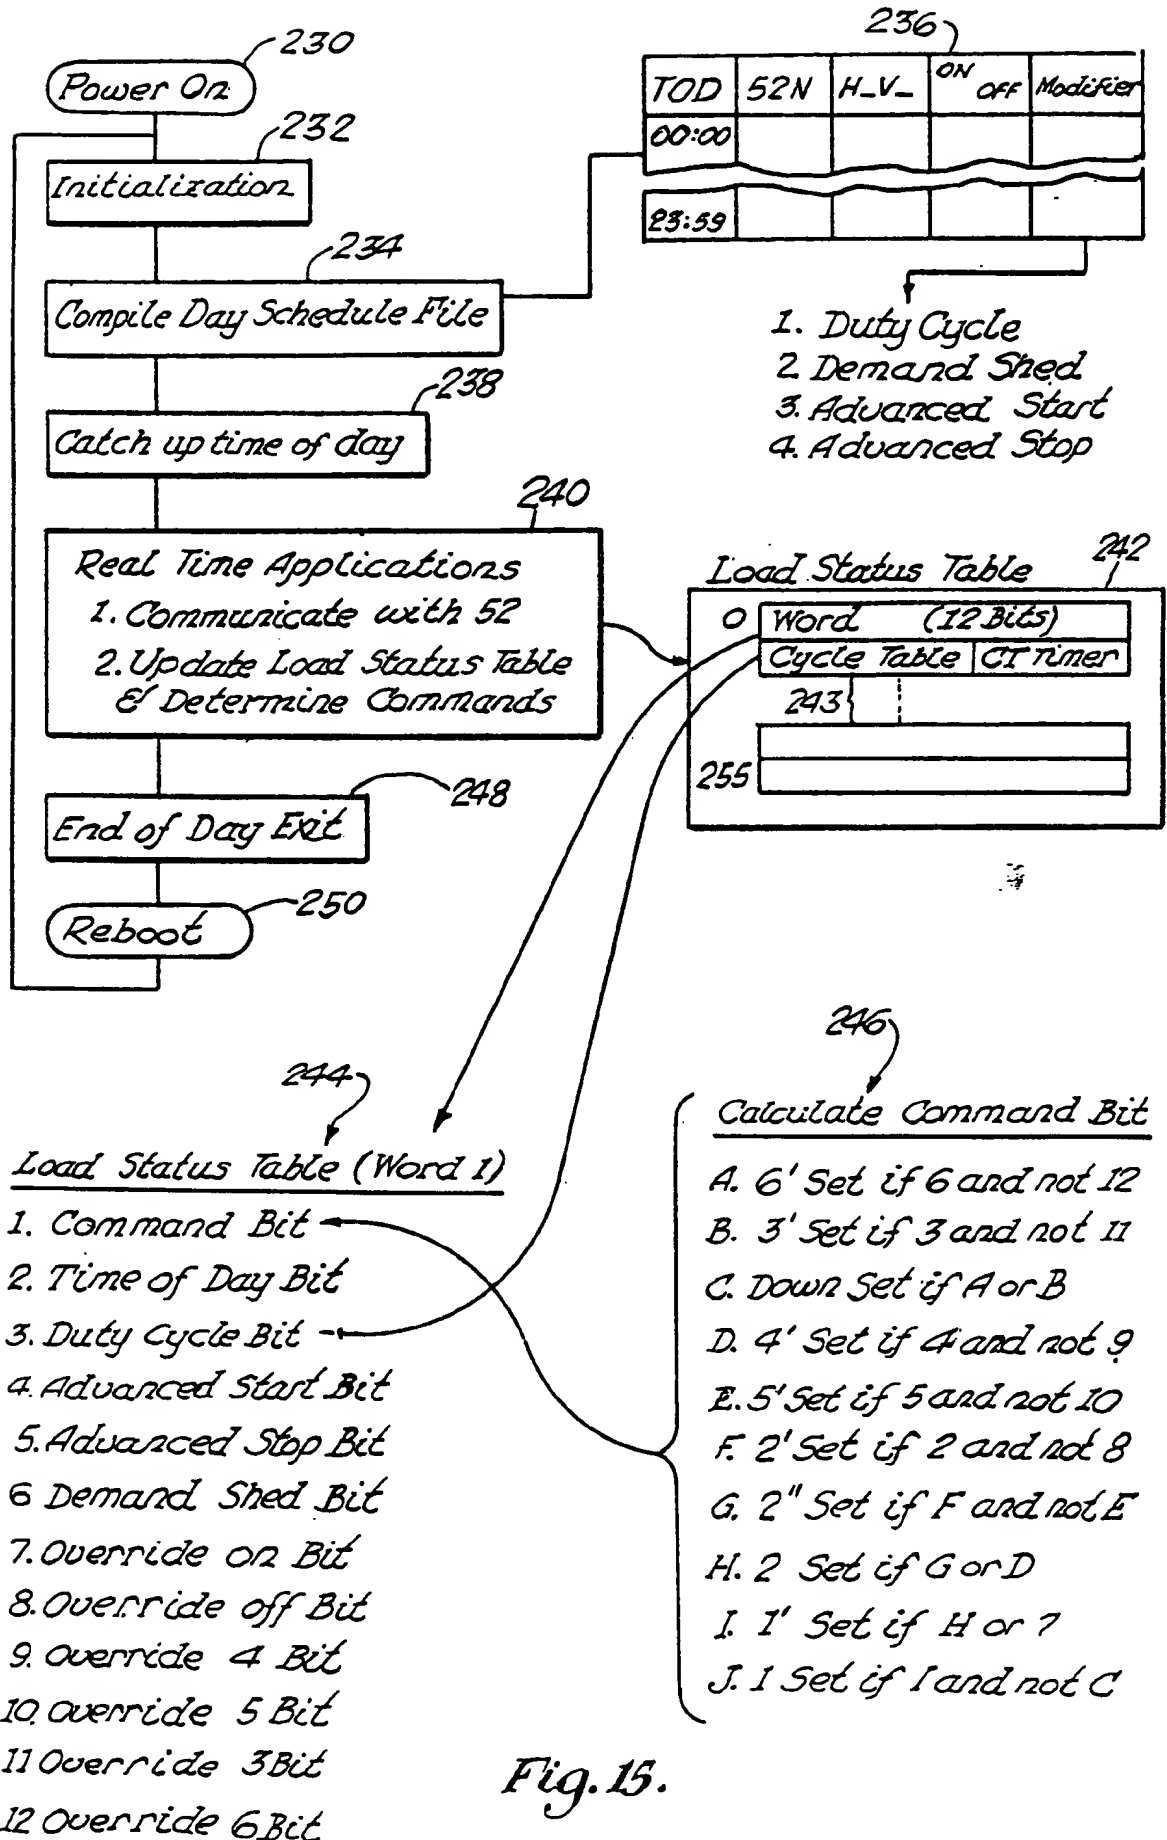 230
Power On
232
Initialization
234
Compile Day Schedule File
236
TOD 52N H_V_ ON OFF Modifier
00:00
23:59
1. Duty Cycle
2 Demand Shed
3. Advanced Start
4. Advanced Stop
238
Catch up time of day
240
Real Time Applications
1. Communicate with 52
2. Update Load Status Table
& Determine Commands
242
Load Status Table
0 Word (12 Bits)
Cycle Table CT Timer
243
255
248
End of Day Exit
250
Reboot
244
Load Status Table (Word 1)
1. Command Bit
2. Time of Day Bit
3. Duty Cycle Bit
4. Advanced Start Bit
5. Advanced Stop Bit
6 Demand Shed Bit
7. Override on Bit
8. Override off Bit
9. Override 4 Bit
10. Override 5 Bit
11 Override 3 Bit
12 Override 6 Bit
246
Calculate Command Bit
A. 6' Set if 6 and not 12
B. 3' Set if 3 and not 11
C. Down Set if A or B
D. 4' Set if 4 and not 9
E. 5' Set if 5 and not 10
F. 2' Set if 2 and not 8
G. 2" Set if F and not E
H. 2 Set if G or D
I. 1' Set if H or 7
J. 1 Set if I and not C
Fig. 15.